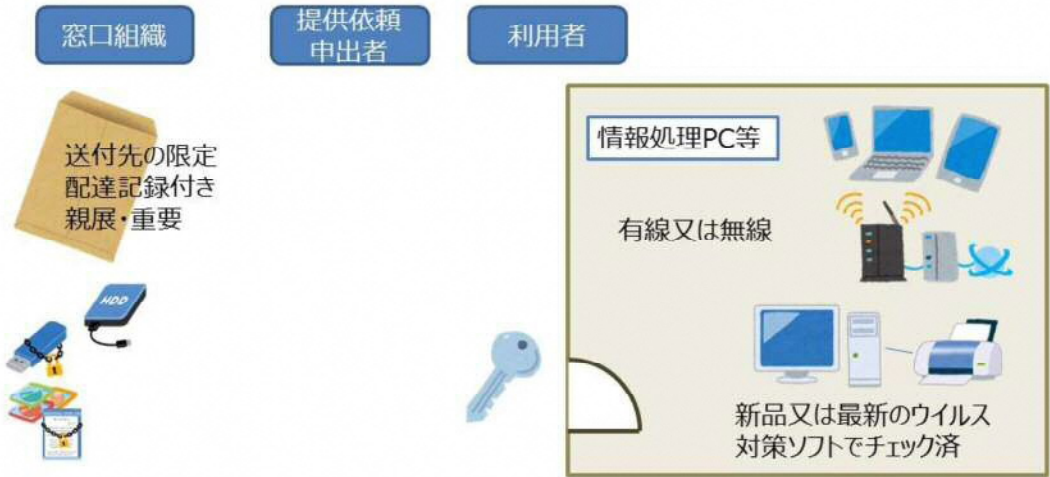 窓口組織
提供依頼
申出者
利用者
送付先の限定
配達記録付き
親展・重要
情報処理PC等
有線又は無線
HDD
新品又は最新のウイルス
対策ソフトでチェック済